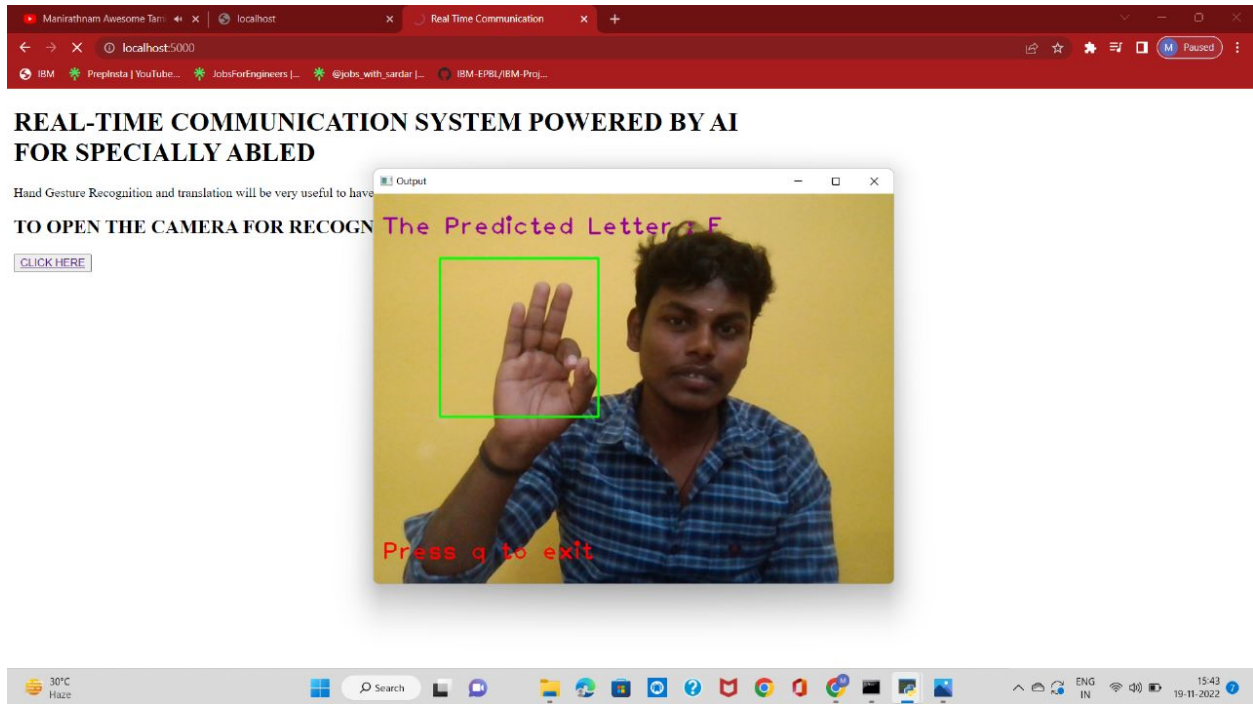 Manirathnam Awesome Tami
localhost
Real Time Communication
localhost:5000
M Paused
IBM
PrepInsta | YouTube...
JobsForEngineers |...
@jobs_with_sardar |...
IBM-EPBL/IBM-Proj...
REAL-TIME COMMUNICATION SYSTEM POWERED BY AI
FOR SPECIALLY ABLED
Hand Gesture Recognition and translation will be very useful to have
TO OPEN THE CAMERA FOR RECOGN
CLICK HERE
Output
The Predicted Letter : F
Press q to exit
30°C
Haze
Search
ENG
IN
15:43
19-11-2022